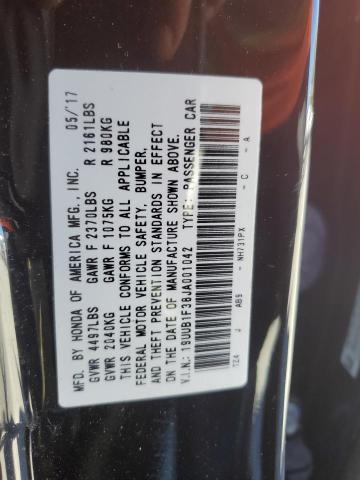 MFD. BY HONDA OF AMERICA MFG., INC. 05/'17
GVWR 4497LBS GAWR F 2370LBS R 2161LBS
GVWR 2040KG GAWR F 1075KG R 980KG
THIS VEHICLE CONFORMS TO ALL APPLICABLE
FEDERAL MOTOR VEHICLE SAFETY, BUMPER,
AND THEFT PREVENTION STANDARDS IN EFFECT
ON THE DATE OF MANUFACTURE SHOWN ABOVE.
V.I.N.: 19UUB1F38JA001042 TYPE: PASSENGER CAR
TZ4 J AB9 - NH731PX - C - A